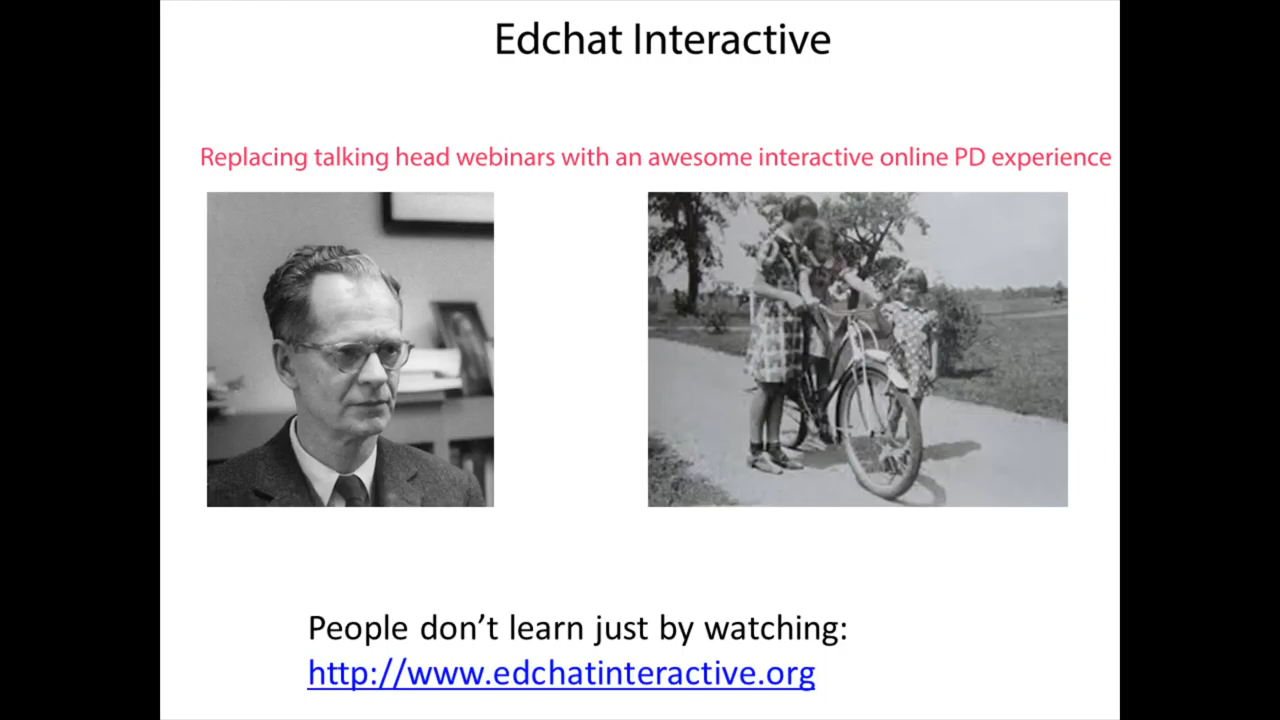 Edchat Interactive
Replacing talking head webinars with an awesome interactive online PD experience
People don’t learn just by watching:
http://www.edchatinteractive.org